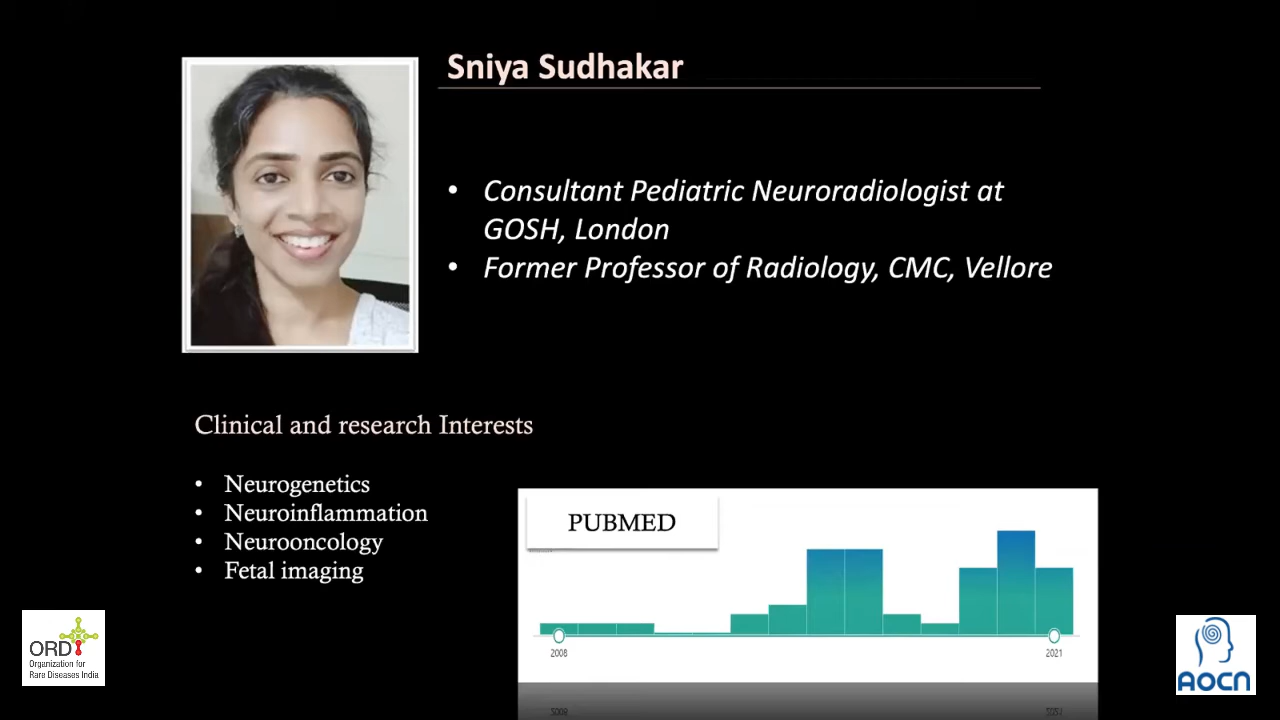 Sniya Sudhakar
• Consultant Pediatric Neuroradiologist at
GOSH, London
• Former Professor of Radiology, CMC, Vellore
Clinical and research Interests
• Neurogenetics
• Neuroinflammation
• Neurooncology
• Fetal imaging
PUBMED
2008
2021
ORDI
Organization for
Rare Diseases India
AOCN